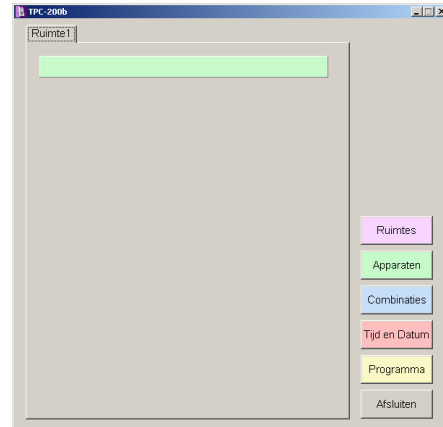 TPC-200b
Ruimte1
Ruimtes
Apparaten
Combinaties
Tijd en Datum
Programma
Afsluiten